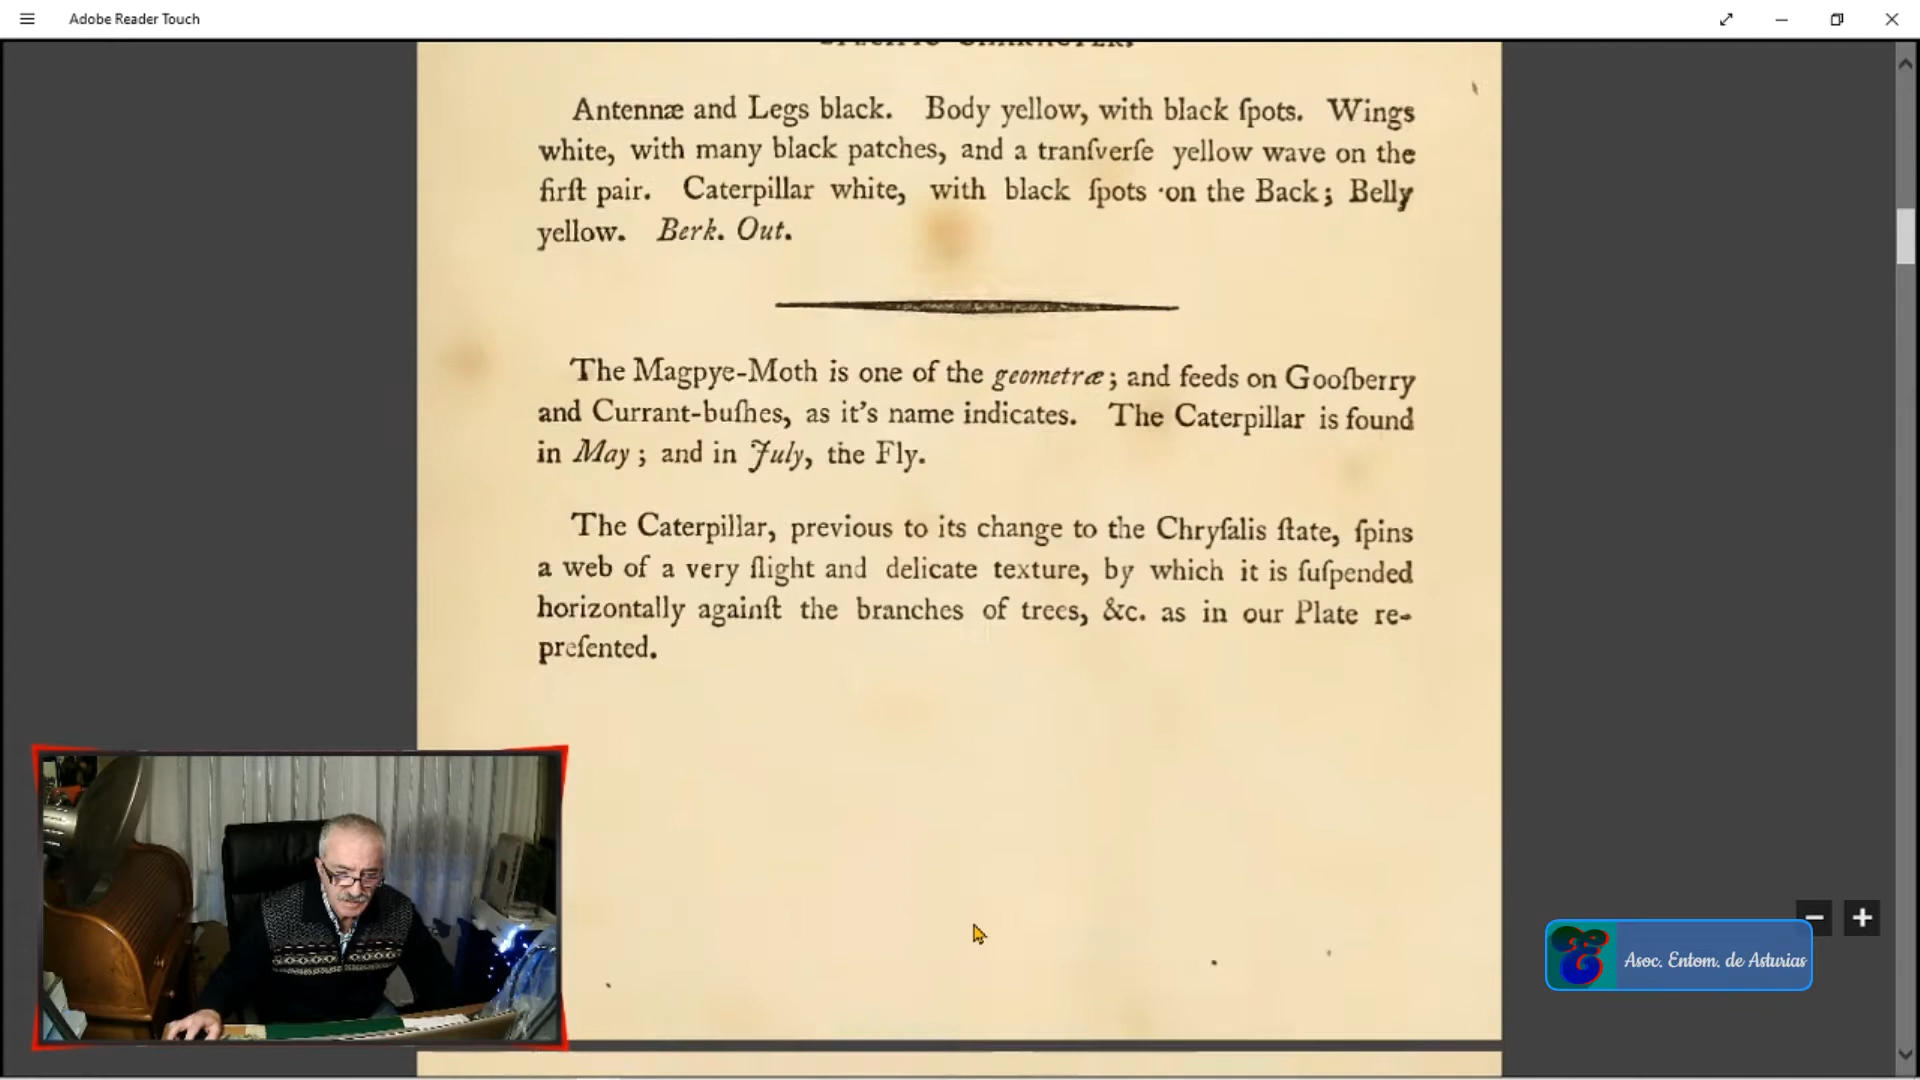 Adobe Reader Touch
SPECIFIC CHARACTER.
Antennæ and Legs black. Body yellow, with black ſpots. Wings
white, with many black patches, and a tranſverſe yellow wave on the
firſt pair. Caterpillar white, with black ſpots on the Back; Belly
yellow. Berk. Out.
The Magpye-Moth is one of the geometræ; and feeds on Gooſberry
and Currant-buſhes, as it's name indicates. The Caterpillar is found
in May; and in July, the Fly.
The Caterpillar, previous to its change to the Chryſalis ſtate, ſpins
a web of a very ſlight and delicate texture, by which it is ſuſpended
horizontally againſt the branches of trees, &c. as in our Plate re-
preſented.
Asoc. Entom. de Asturias